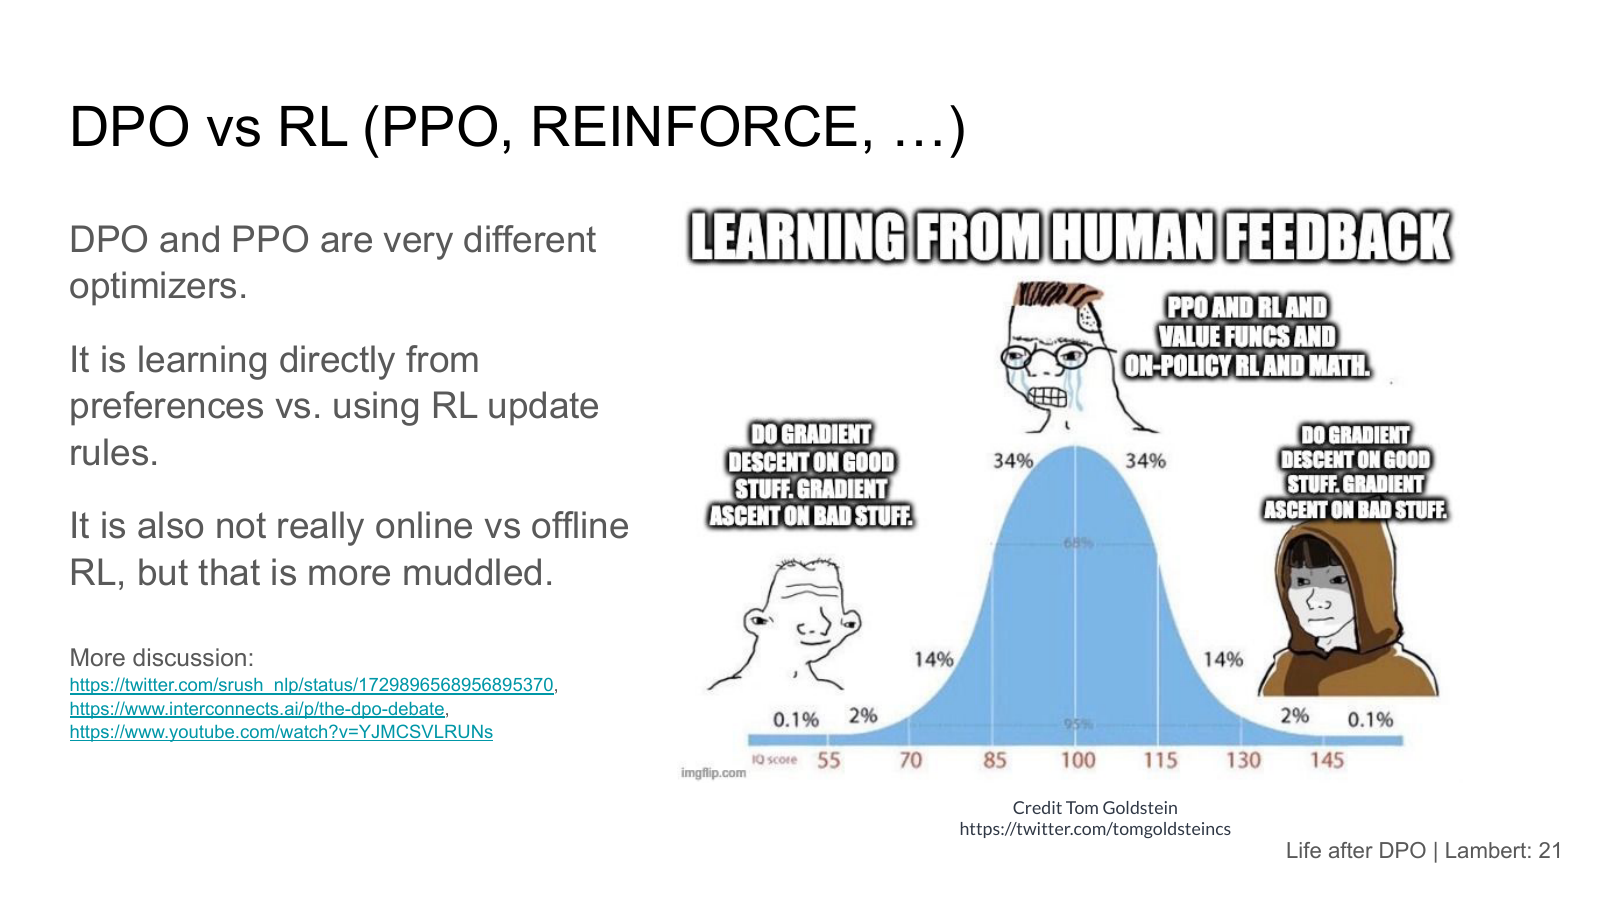 DPO vs RL (PPO, REINFORCE, …)
DPO and PPO are very different
optimizers.
It is learning directly from
preferences vs. using RL update
rules.
It is also not really online vs offline
RL, but that is more muddled.
More discussion:
https://twitter.com/srush_nlp/status/1729896568956895370,
https://www.interconnects.ai/p/the-dpo-debate,
https://www.youtube.com/watch?v=YJMCSVLRUNs
LEARNING FROM HUMAN FEEDBACK
PPO AND RL AND
VALUE FUNCS AND
ON-POLICY RL AND MATH.
DO GRADIENT
DESCENT ON GOOD
STUFF. GRADIENT
ASCENT ON BAD STUFF.
DO GRADIENT
DESCENT ON GOOD
STUFF. GRADIENT
ASCENT ON BAD STUFF.
34% 34%
68%
14% 14%
0.1% 2% 95% 2% 0.1%
IQ score 55 70 85 100 115 130 145
imgflip.com
Credit Tom Goldstein
https://twitter.com/tomgoldsteincs
Life after DPO | Lambert: 21